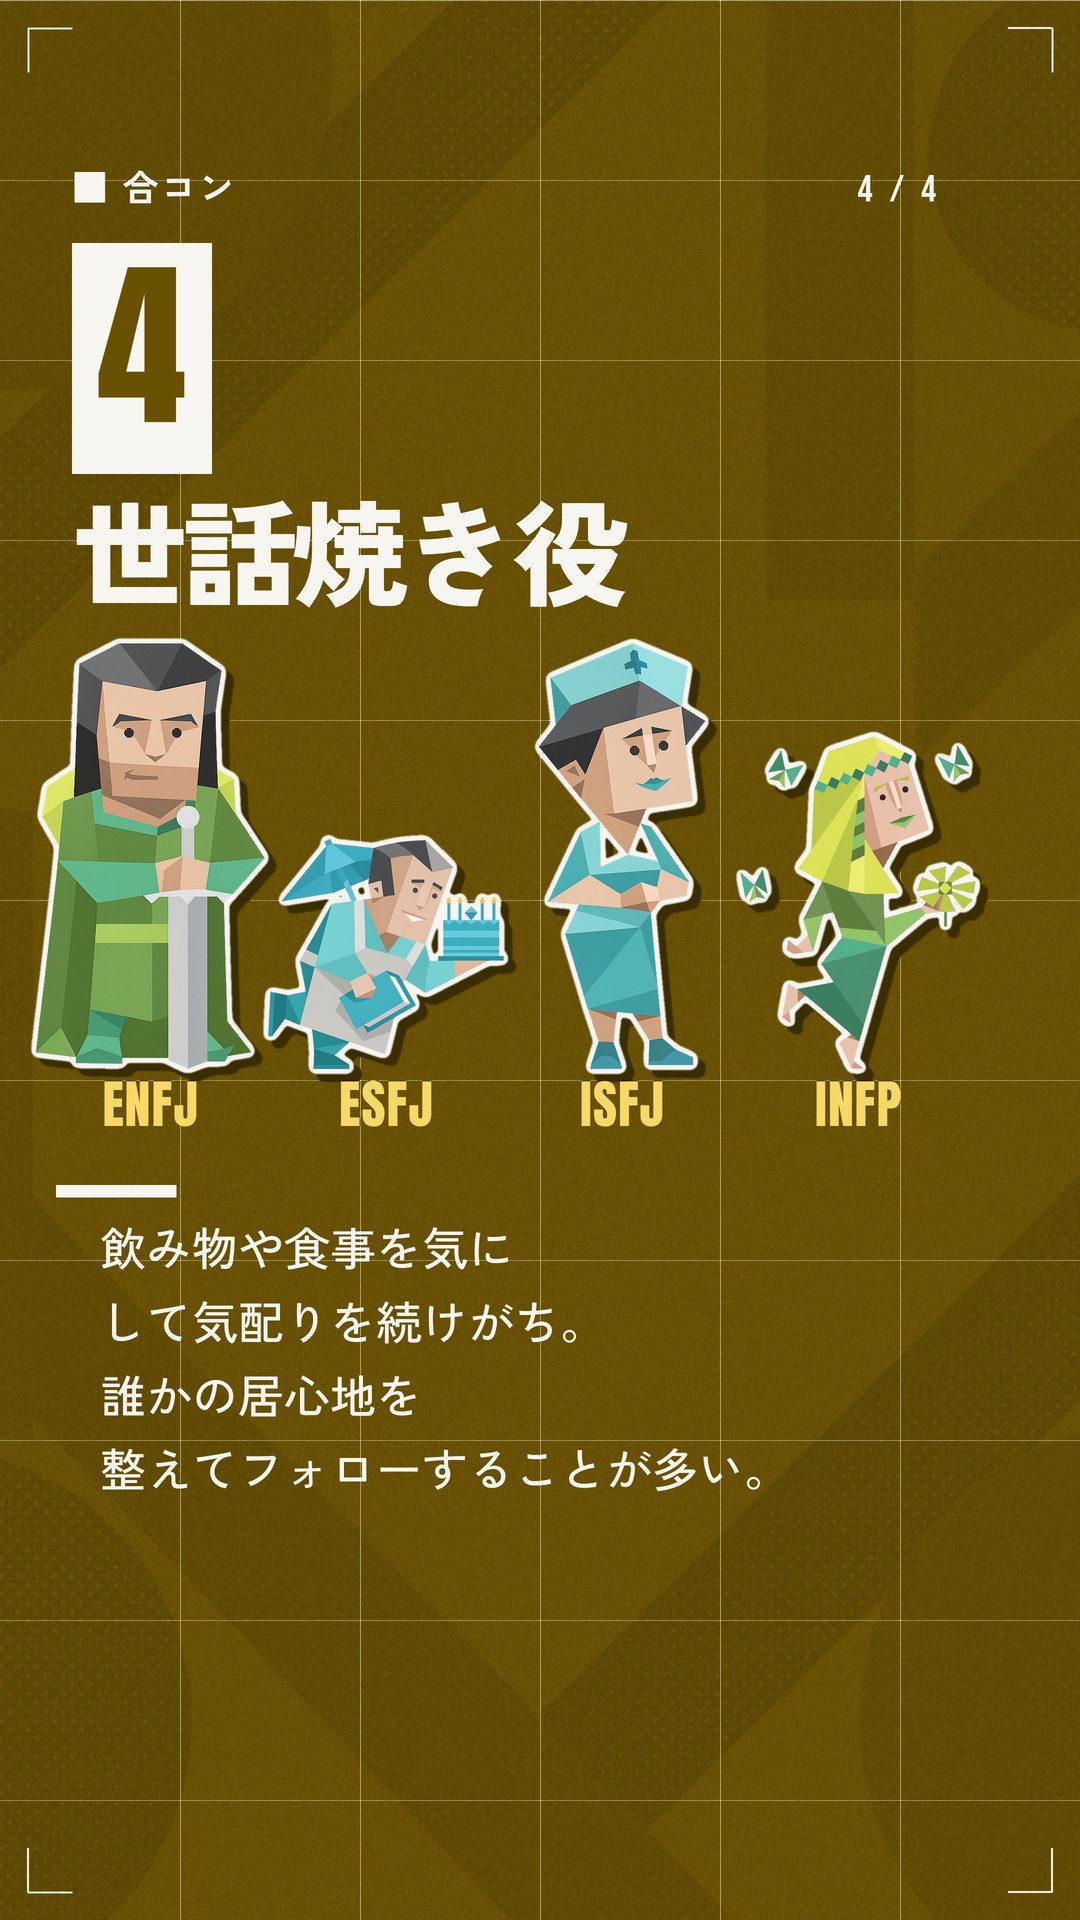 合コン
4 / 4
4
世話焼き役
ENFJ
ESFJ
ISFJ
INFP
飲み物や食事を気に
して気配りを続けがち。
誰かの居心地を
整えてフォローすることが多い。